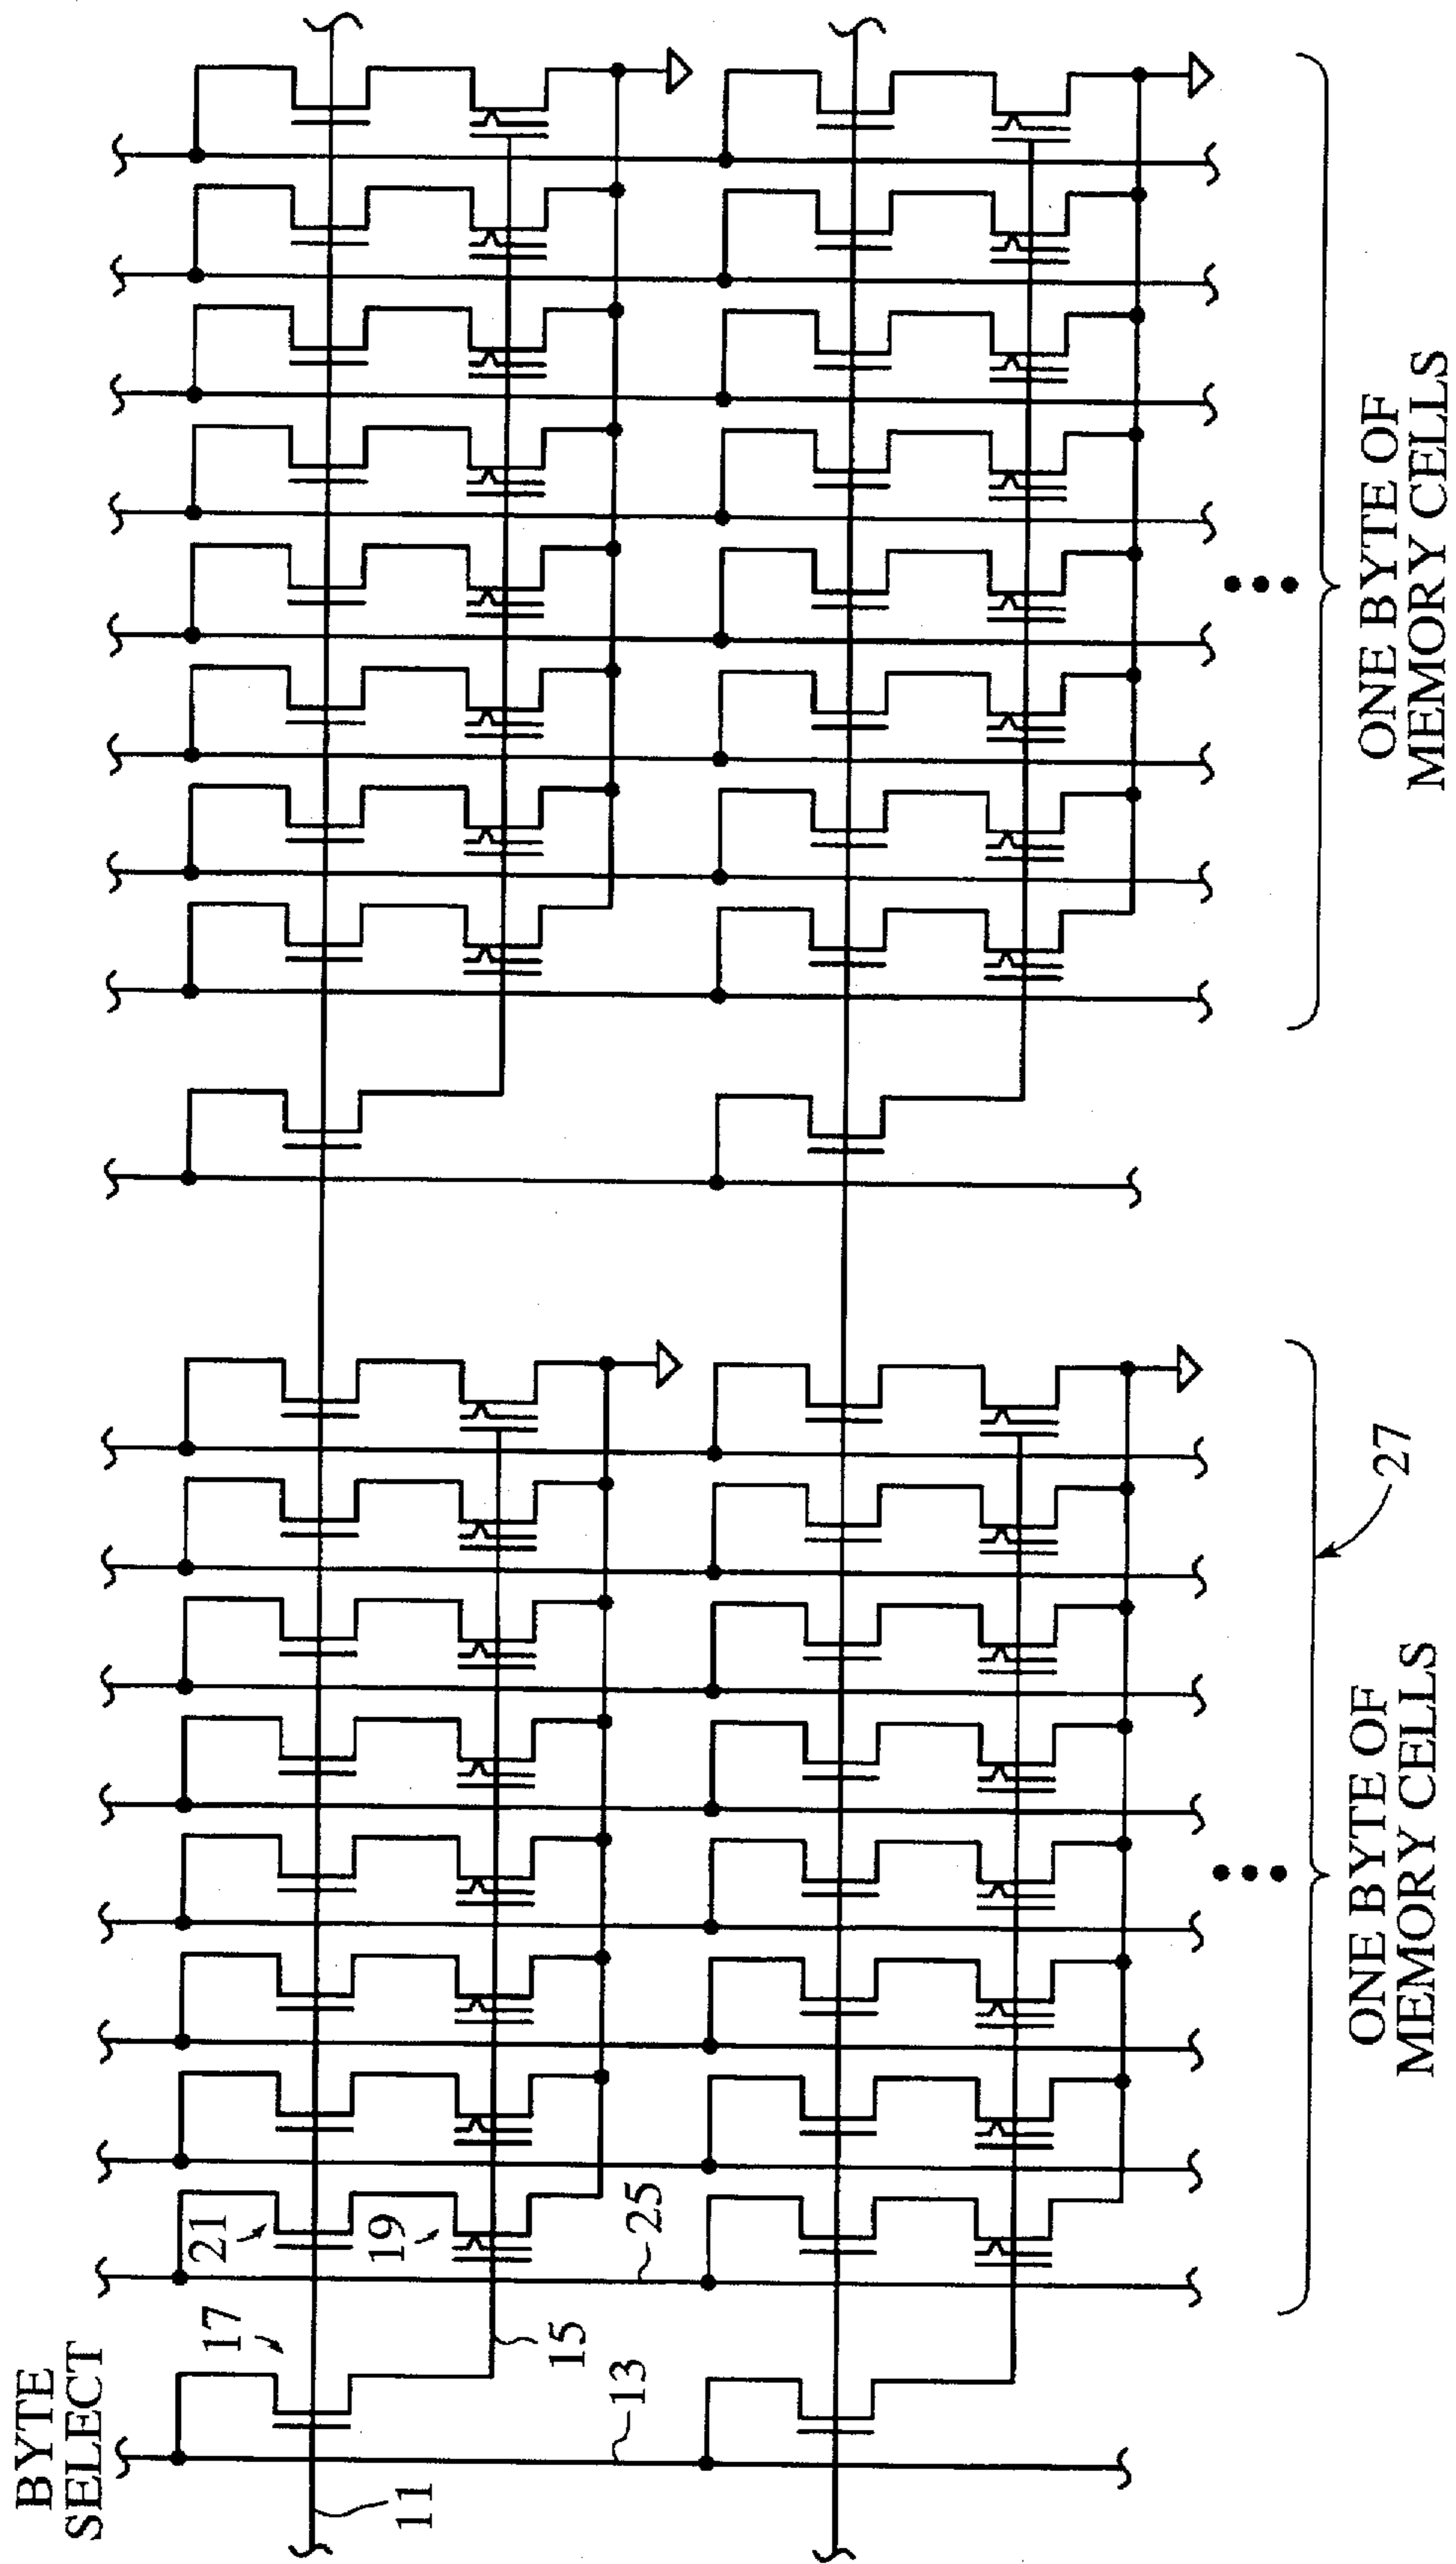 BYTE
SELECT
11
13
15
17
19
21
25
27
ONE BYTE OF
MEMORY CELLS
ONE BYTE OF
MEMORY CELLS